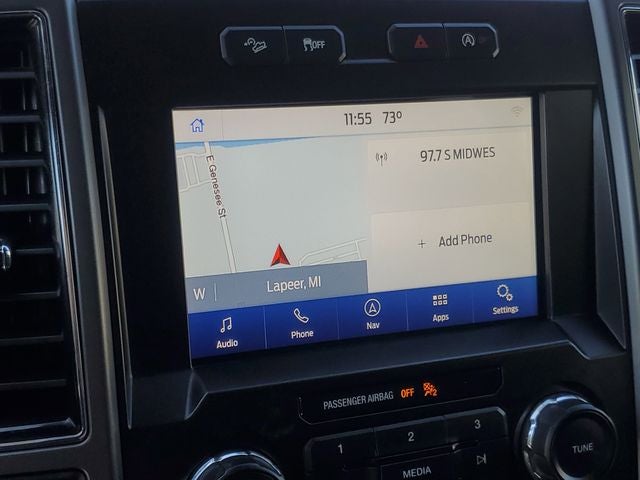 OFF
11:55 73°
97.7 S MIDWES
E Genesee St
+ Add Phone
W | Lapeer, MI
Audio Phone Nav Apps Settings
PASSENGER AIRBAG OFF 2
1 2 3
MEDIA
TUNE